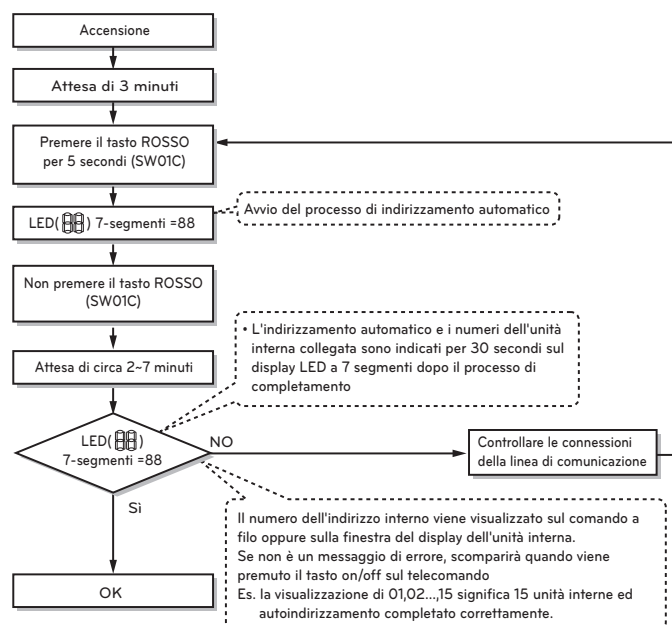 Accensione
Attesa di 3 minuti
Premere il tasto ROSSO
per 5 secondi (SW01C)
LED(88) 7-segmenti =88
Avvio del processo di indirizzamento automatico
Non premere il tasto ROSSO
(SW01C)
• L'indirizzamento automatico e i numeri dell'unità
interna collegata sono indicati per 30 secondi sul
display LED a 7 segmenti dopo il processo di
completamento
Attesa di circa 2~7 minuti
LED(88)
7-segmenti =88
NO
Controllare le connessioni
della linea di comunicazione
Sì
Il numero dell'indirizzo interno viene visualizzato sul comando a
filo oppure sulla finestra del display dell'unità interna.
Se non è un messaggio di errore, scomparirà quando viene
premuto il tasto on/off sul telecomando
Es. la visualizzazione di 01,02...,15 significa 15 unità interne ed
autoindirizzamento completato correttamente.
OK